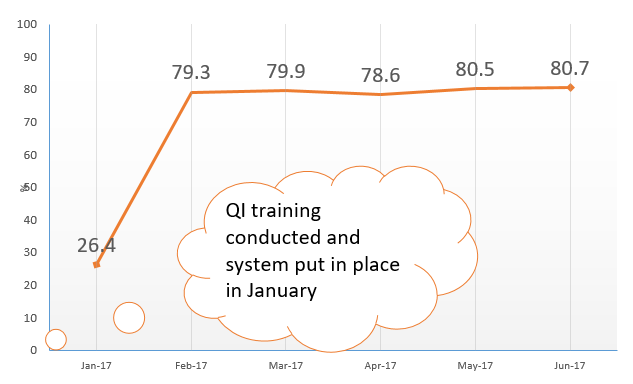 100
90
80
70
60
50
40
30
20
10
0
%
26.4
79.3
79.9
78.6
80.5
80.7
QI training
conducted and
system put in place
in January
Jan-17
Feb-17
Mar-17
Apr-17
May-17
Jun-17